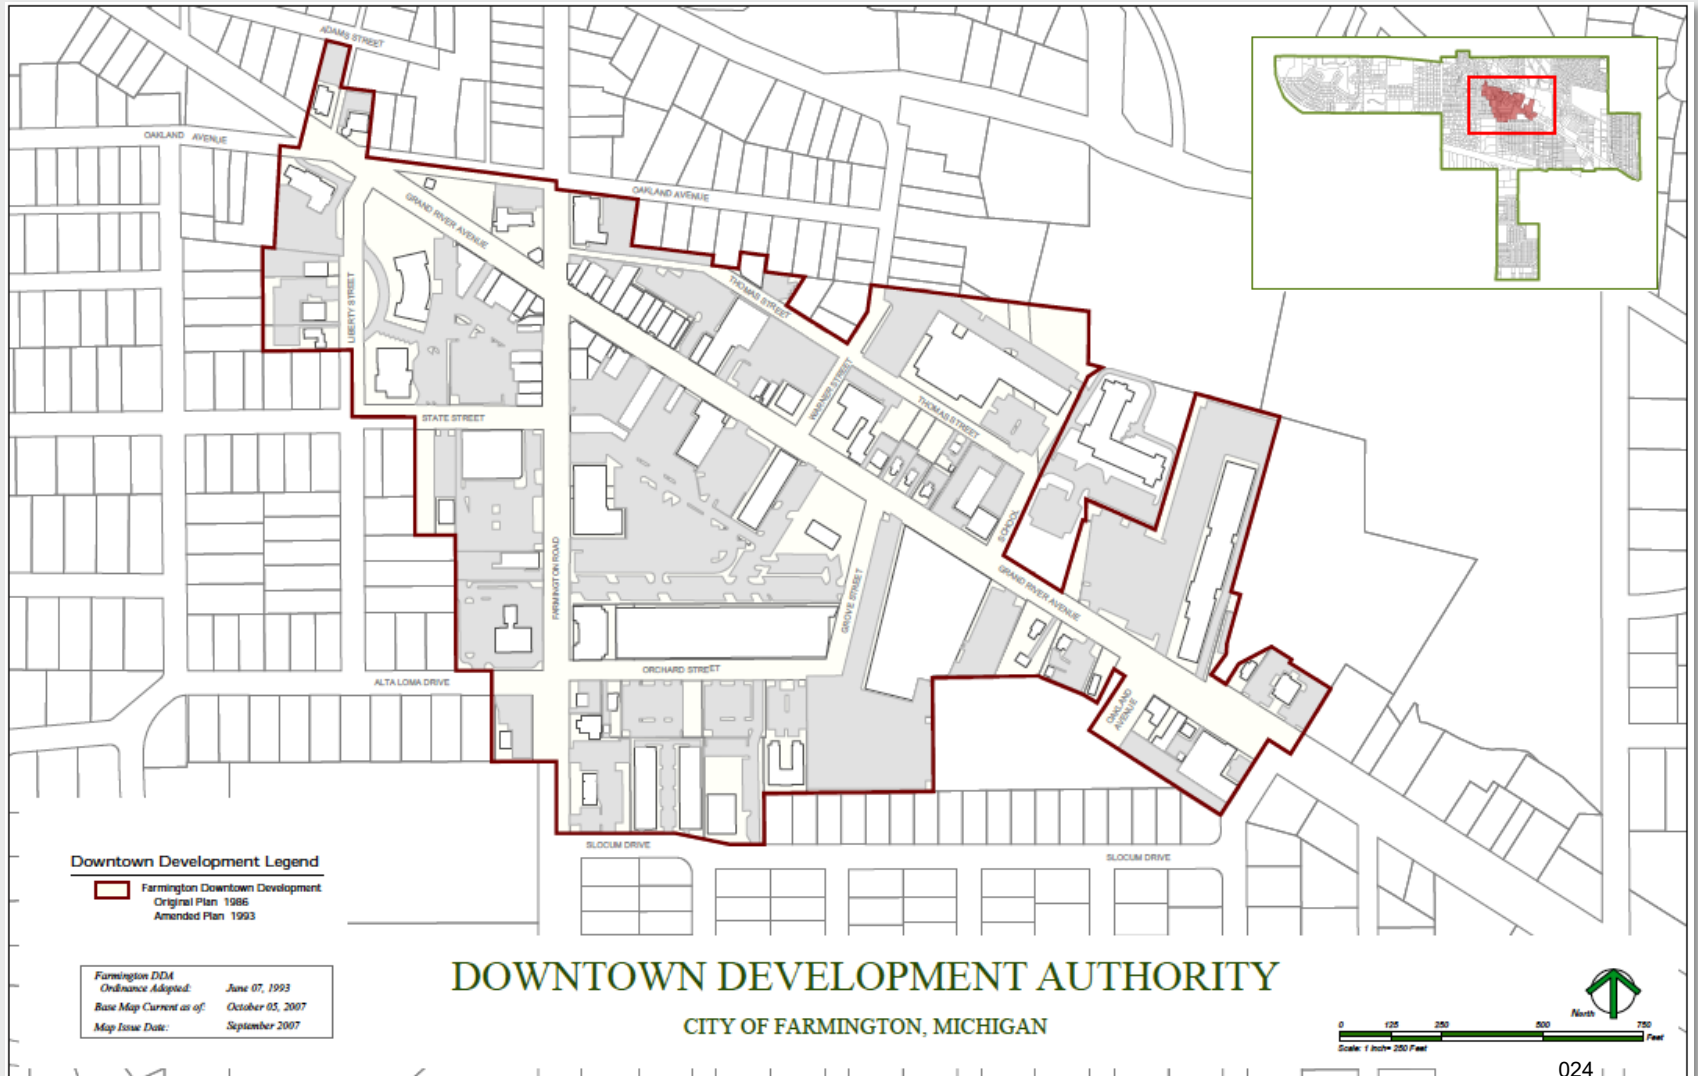 ADAMS STREET
OAKLAND AVENUE
OAKLAND AVENUE
GRAND RIVER AVENUE
LIBERTY STREET
THOMAS STREET
WARNER STREET
THOMAS STREET
STATE STREET
SCHOOL
FARMINGTON ROAD
GROVE STREET
GRAND RIVER AVENUE
ORCHARD STREET
ALTA LOMA DRIVE
OAKLAND
AVENUE
SLOCUM DRIVE
SLOCUM DRIVE
Downtown Development Legend
Farmington Downtown Development
Original Plan 1986
Amended Plan 1993
Farmington DDA
Ordinance Adopted: June 07, 1993
Base Map Current as of: October 05, 2007
Map Issue Date: September 2007
DOWNTOWN DEVELOPMENT AUTHORITY
CITY OF FARMINGTON, MICHIGAN
North
0 125 250 500 750
Feet
Scale: 1 inch= 250 Feet
024